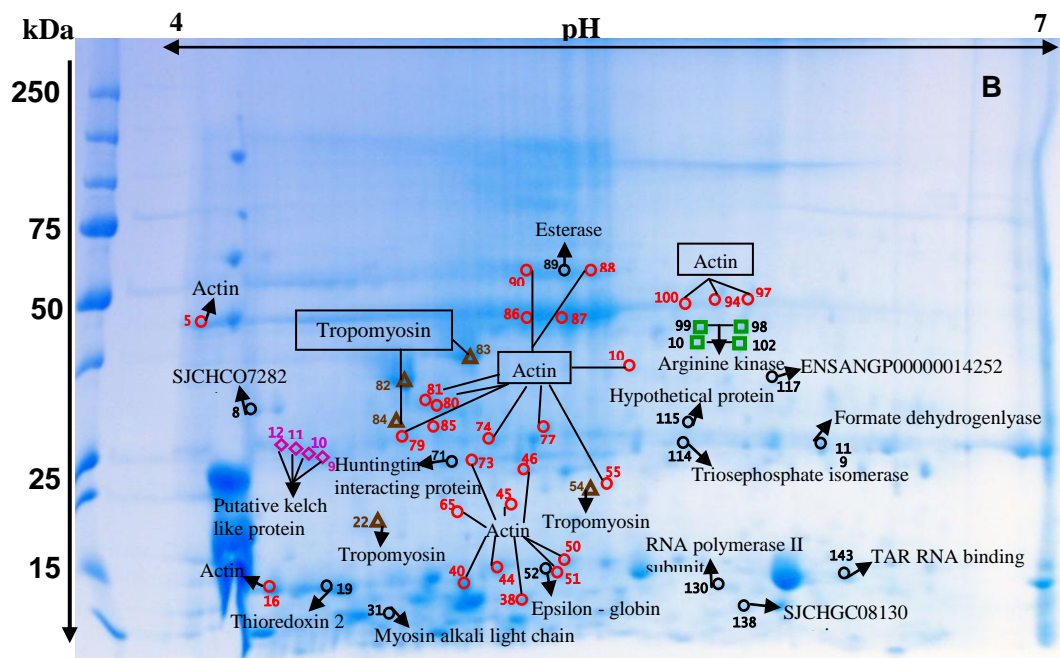 4
7
kDa
pH
250
B
75
Esterase
89
88
90
Actin
100
94
97
Actin
5
50
86
87
99
98
10
102
Arginine kinase
Tropomyosin
83
82
84
Actin
10
ENSANGP00000014252
117
SJCHCO7282
8
81
80
85
79
74
77
Hypothetical protein
115
114
Formate dehydrogenlyase
11
9
12
11
10
9
Huntingtin
interacting protein
71
73
46
55
54
Triosephosphate isomerase
25
Putative kelch
like protein
45
65
Tropomyosin
22
Tropomyosin
Actin
50
51
52
RNA polymerase II
subunit
130
143
TAR RNA binding
15
Actin
16
19
Thioredoxin 2
40
44
38
Epsilon - globin
31
Myosin alkali light chain
138
SJCHGC08130